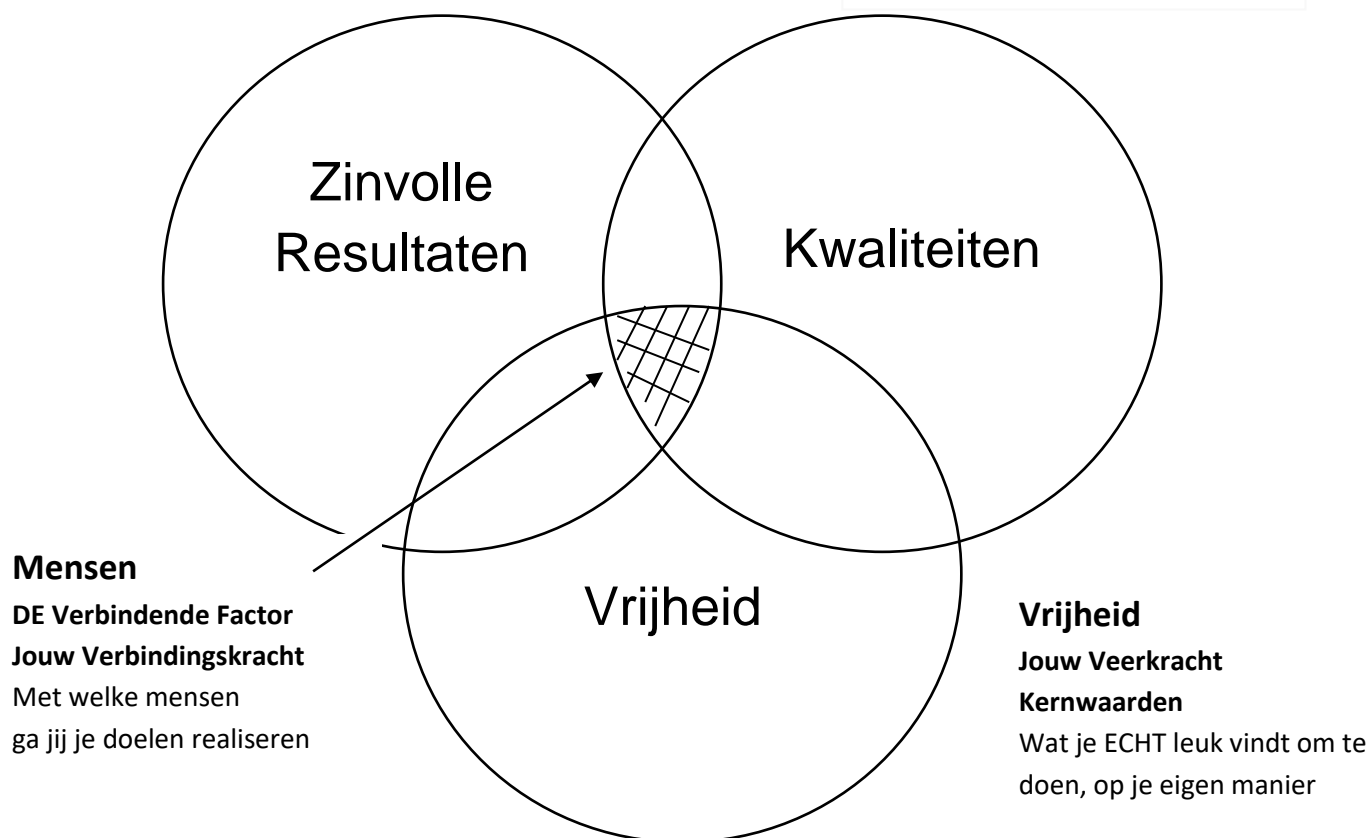 Zinvolle
Resultaten
Kwaliteiten
Vrijheid
Mensen
DE Verbindende Factor
Jouw Verbindingskracht
Met welke mensen
ga jij je doelen realiseren
Vrijheid
Jouw Veerkracht
Kernwaarden
Wat je ECHT leuk vindt om te
doen, op je eigen manier